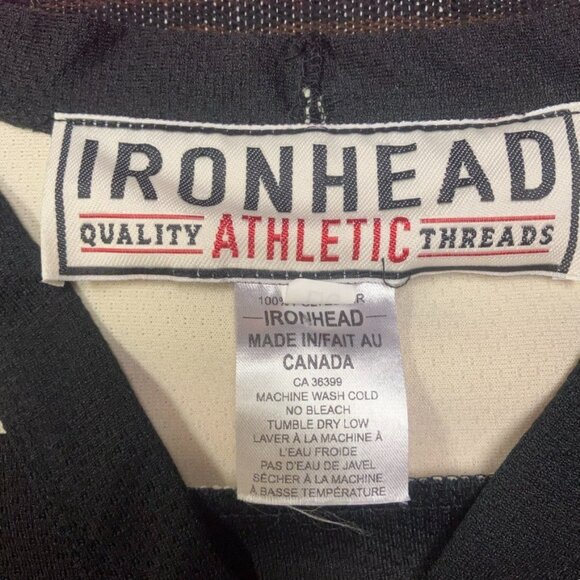 IRONHEAD
QUALITY ATHLETIC THREADS
100%
IRONHEAD
MADE IN/FAIT AU
CANADA
CA 36399
MACHINE WASH COLD
NO BLEACH
TUMBLE DRY LOW
LAVER À LA MACHINE À
L'EAU FROIDE
PAS D'EAU DE JAVEL
SÉCHER À LA MACHINE
À BASSE TEMPÉRATURE